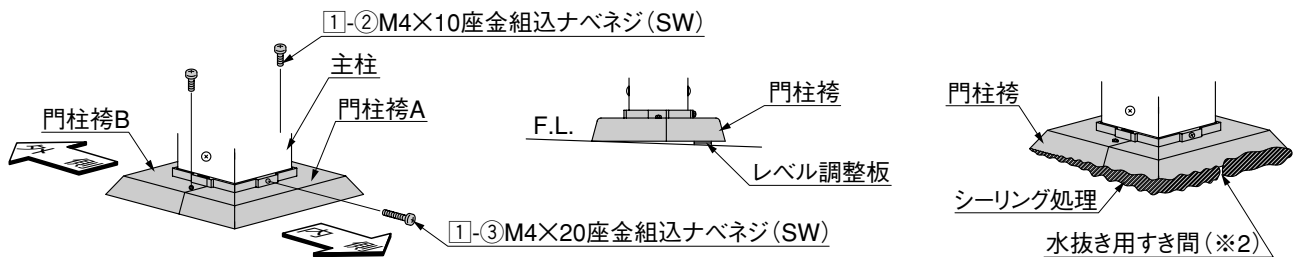 1-②M4×10座金組込ナベネジ（SW）
主柱
門柱袴A
門柱袴B
1-③M4×20座金組込ナベネジ（SW）
F.L.
門柱袴
レベル調整板
門柱袴
シーリング処理
水抜き用すき間（※2）